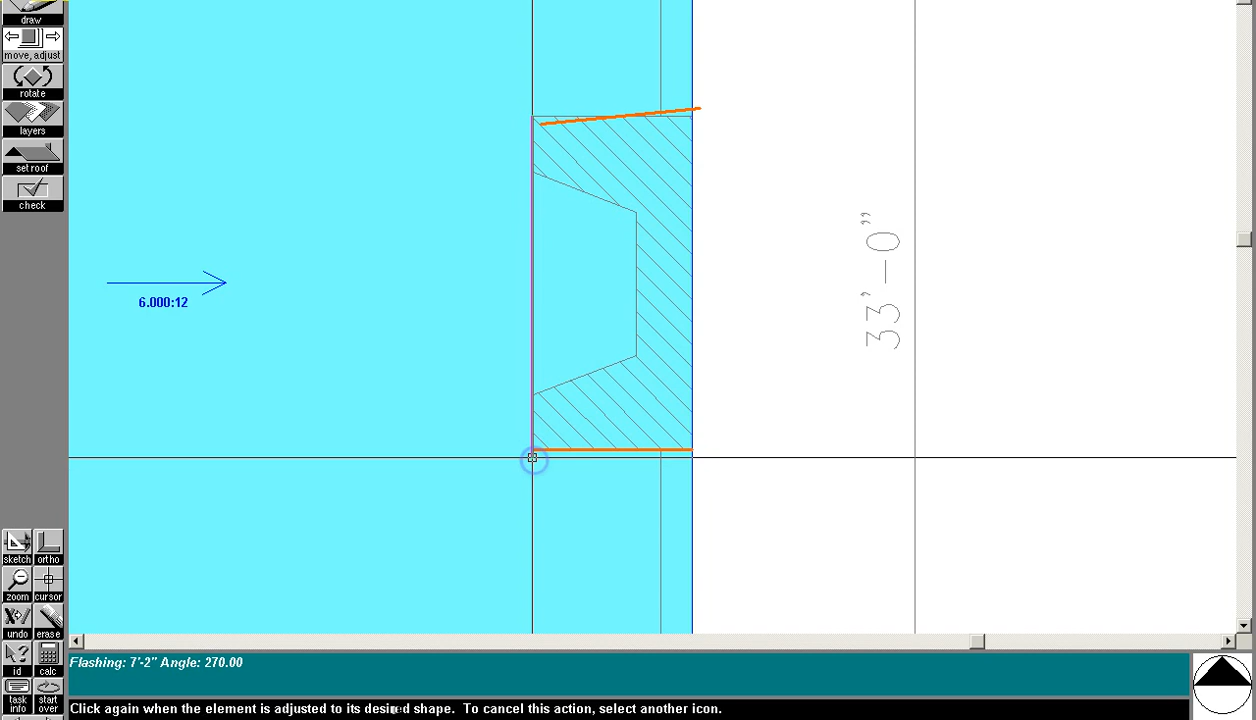 draw
move, adjust
rotate
layers
set roof
check
6.000:12
33'-0"
sketch ortho
zoom cursor
undo erase
id calc
task info start over
Flashing: 7'-2" Angle: 270.00
Click again when the element is adjusted to its desired shape. To cancel this action, select another icon.